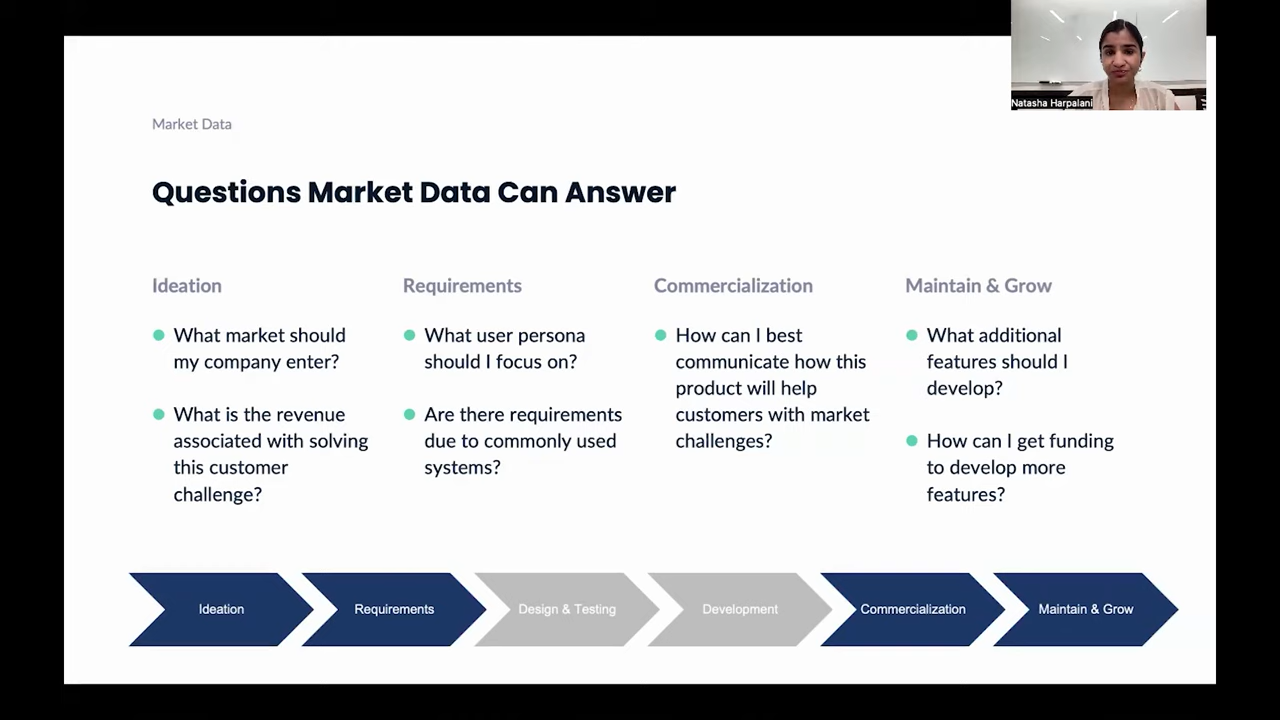 Natasha Harpalani
Market Data
Questions Market Data Can Answer
Ideation
What market should
my company enter?
What is the revenue
associated with solving
this customer
challenge?
Requirements
What user persona
should I focus on?
Are there requirements
due to commonly used
systems?
Commercialization
How can I best
communicate how this
product will help
customers with market
challenges?
Maintain & Grow
What additional
features should I
develop?
How can I get funding
to develop more
features?
Ideation
Requirements
Design & Testing
Development
Commercialization
Maintain & Grow